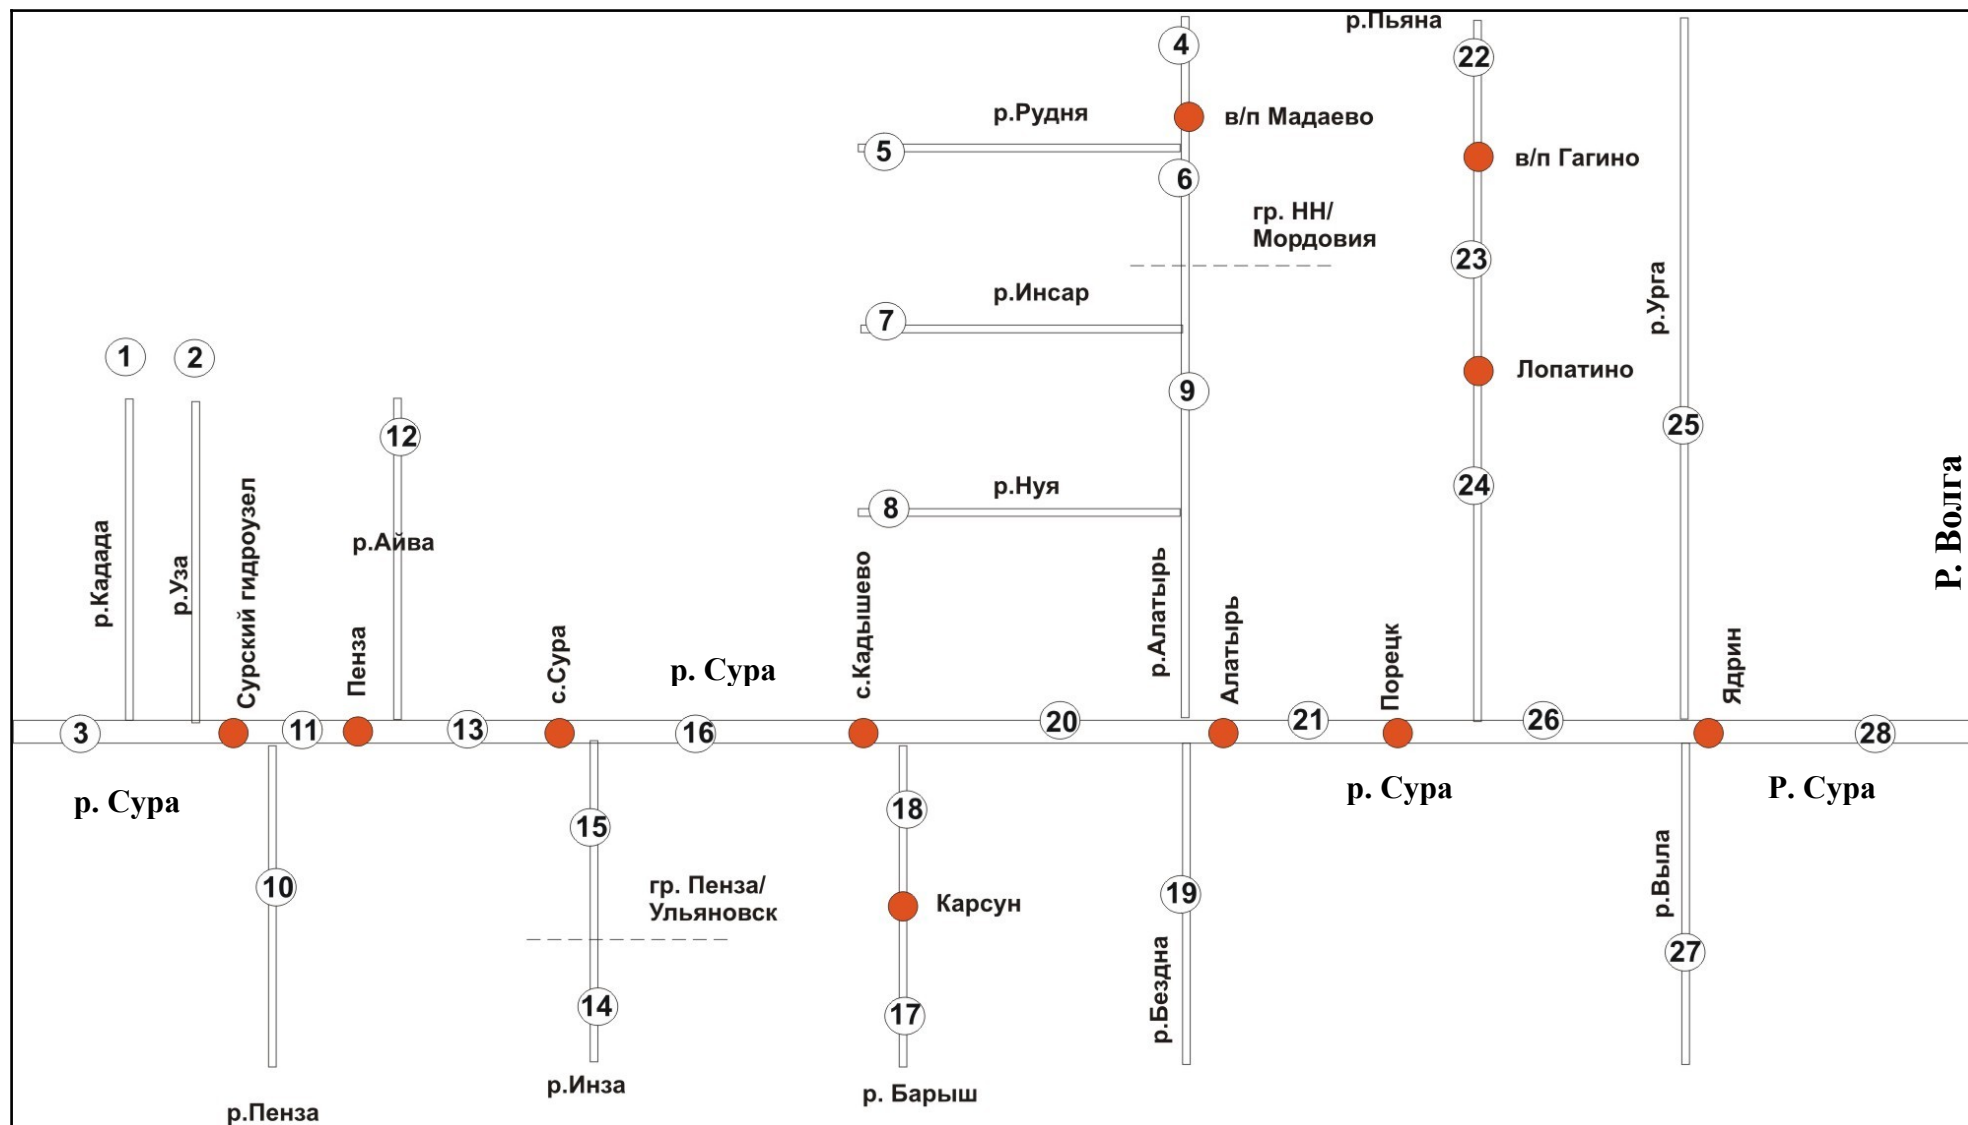 р.Пьяна
4
22
р.Рудня
в/п Мадаево
5
в/п Гагино
6
гр. НН/
Мордовия
23
р.Инсар
р.Урга
7
1
2
Лопатино
9
12
25
р.Нуя
24
8
Р. Волга
р.Кадада
р.Уза
Сурский гидроузел
р.Айва
Пенза
с.Сура
р. Сура
с.Кадышево
р.Алатырь
Алатырь
Порецк
Ядрин
3
11
13
16
20
21
26
28
р. Сура
р. Сура
Р. Сура
15
18
10
гр. Пенза/
Ульяновск
Карсун
19
р.Выла
27
14
17
р.Бездна
р.Инза
р. Барыш
р.Пенза